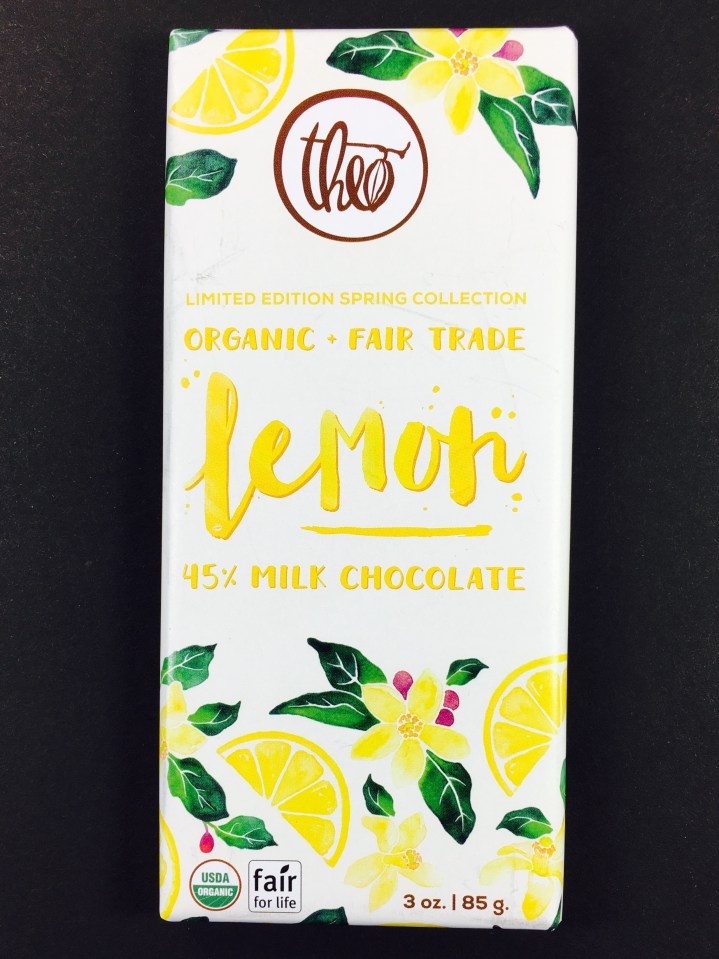 theo
LIMITED EDITION SPRING COLLECTION
ORGANIC + FAIR TRADE
lemon
45% MILK CHOCOLATE
USDA
ORGANIC
fair
for life
3 oz. | 85 g.